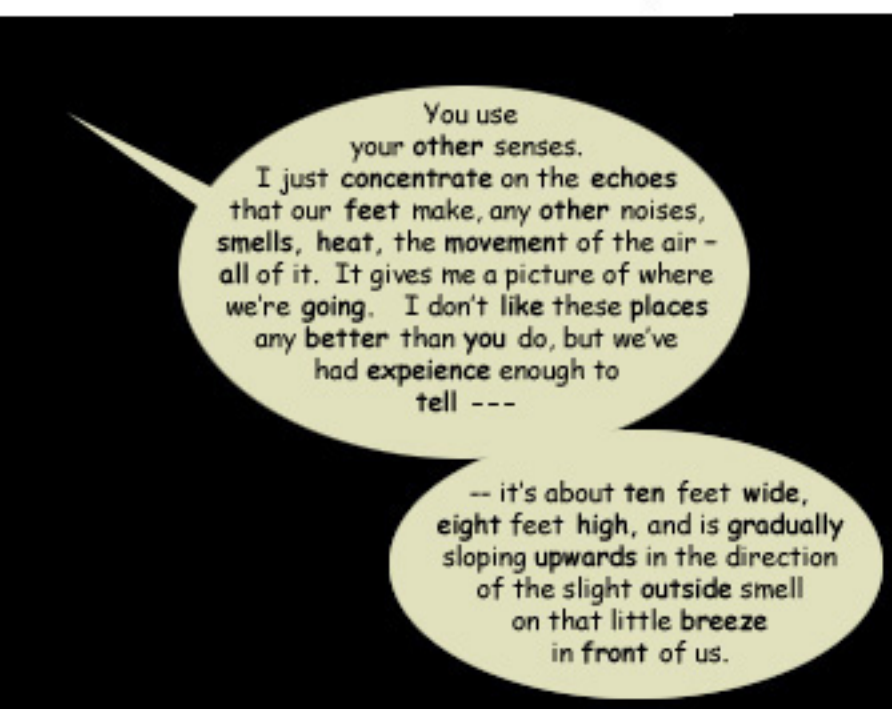 You use
your other senses.
I just concentrate on the echoes
that our feet make, any other noises,
smells, heat, the movement of the air –
all of it. It gives me a picture of where
we're going. I don't like these places
any better than you do, but we've
had expeience enough to
tell ---
-- it's about ten feet wide,
eight feet high, and is gradually
sloping upwards in the direction
of the slight outside smell
on that little breeze
in front of us.